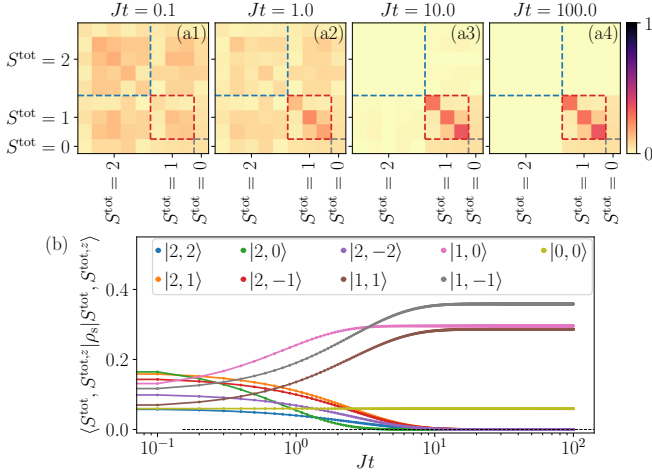 Jt = 0.1 Jt = 1.0 Jt = 10.0 Jt = 100.0
(a1) (a2) (a3) (a4) 1
S^tot = 2
S^tot = 1
S^tot = 0 0
S^tot = 2 S^tot = 1 S^tot = 0 S^tot = 2 S^tot = 1 S^tot = 0 S^tot = 2 S^tot = 1 S^tot = 0 S^tot = 2 S^tot = 1 S^tot = 0
(b)
|2, 2⟩ |2, 0⟩ |2, −2⟩ |1, 0⟩ |0, 0⟩
|2, 1⟩ |2, −1⟩ |1, 1⟩ |1, −1⟩
⟨S^tot, S^tot,z|ρ_s|S^tot, S^tot,z⟩
0.4
0.2
0.0
10^−1 10^0 10^1 10^2
Jt